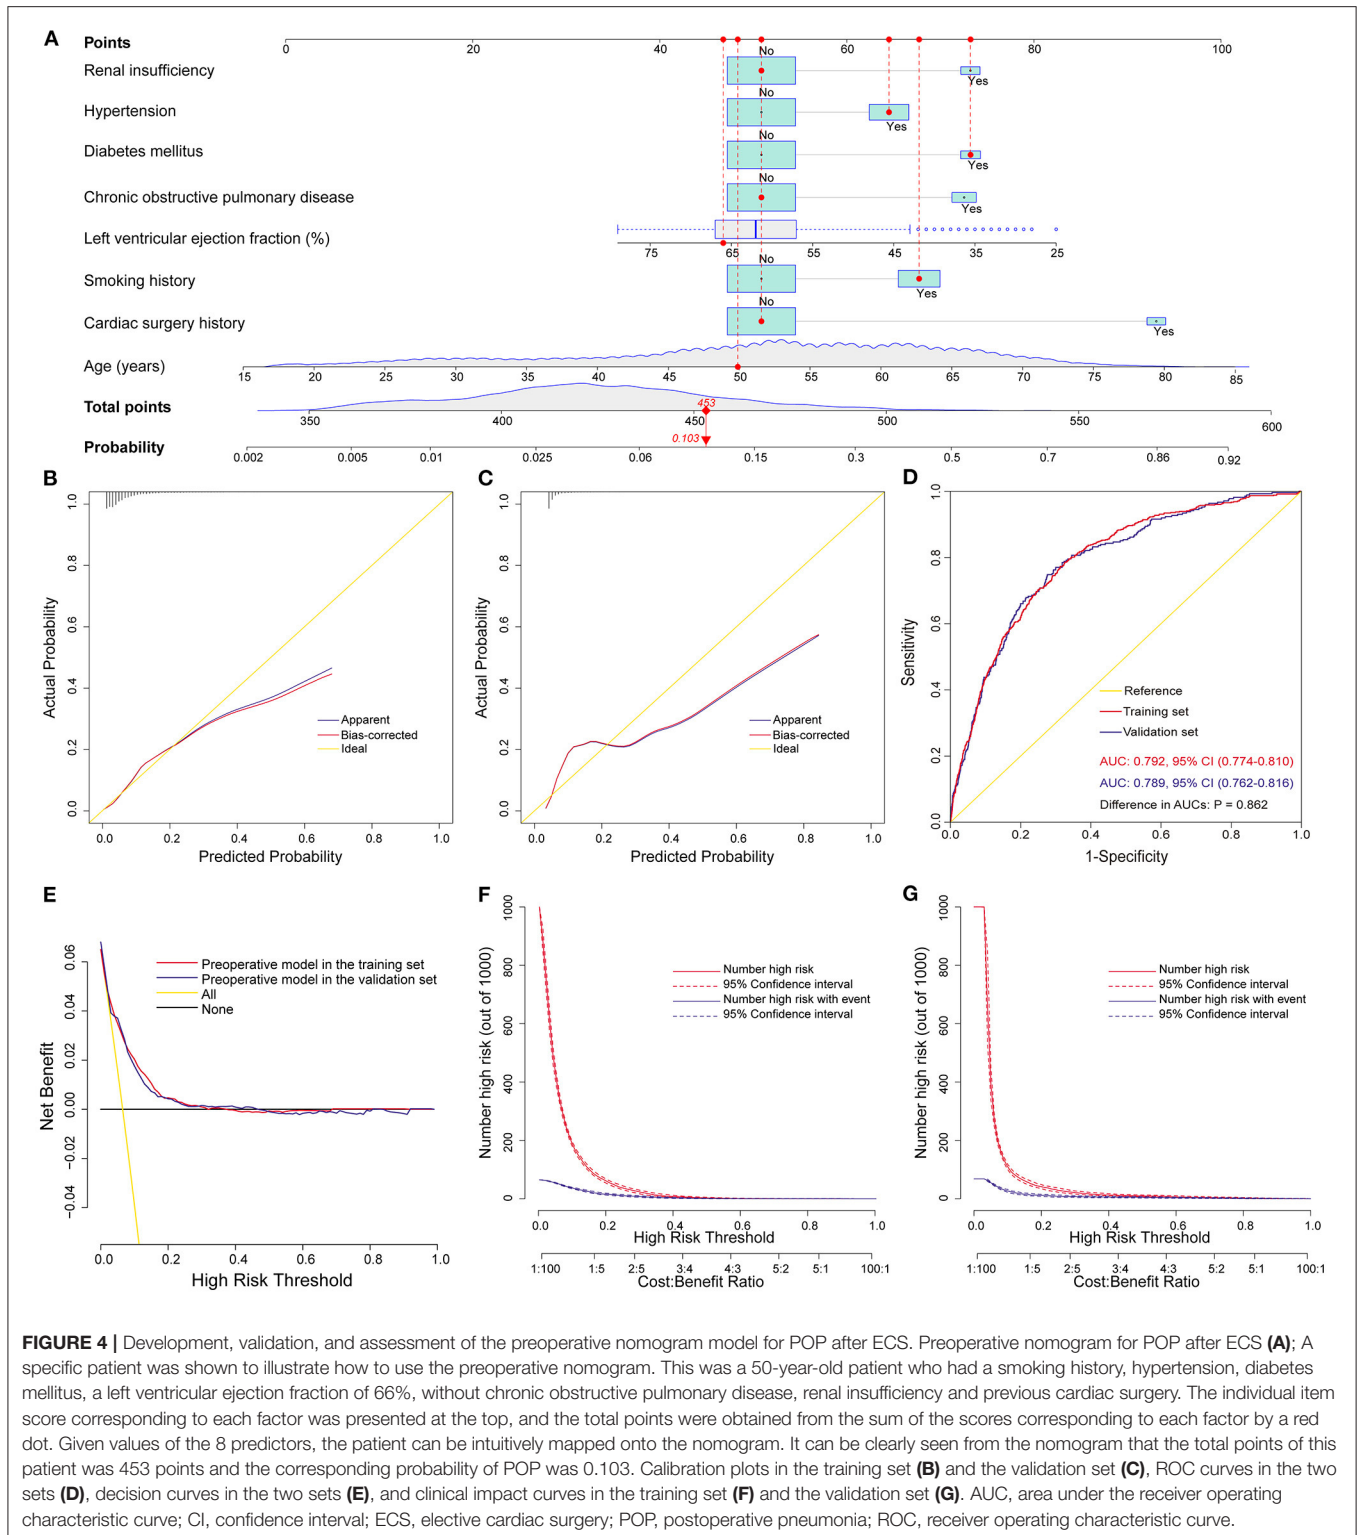 A
Points
0 20 40 60 80 100
No
Renal insufficiency
Yes
No
Hypertension
Yes
No
Diabetes mellitus
Yes
No
Chronic obstructive pulmonary disease
Yes
Left ventricular ejection fraction (%)
75 65 55 45 35 25
No
Smoking history
Yes
No
Cardiac surgery history
Yes
Age (years)
15 20 25 30 35 40 45 50 55 60 65 70 75 80 85
453
Total points
350 400 450 500 550 600
0.103
Probability
0.002 0.005 0.01 0.025 0.06 0.15 0.3 0.5 0.7 0.86 0.92
B
Actual Probability
0.0 0.2 0.4 0.6 0.8 1.0
Apparent
Bias-corrected
Ideal
0.0 0.2 0.4 0.6 0.8 1.0
Predicted Probability
C
Actual Probability
0.0 0.2 0.4 0.6 0.8 1.0
Apparent
Bias-corrected
Ideal
0.0 0.2 0.4 0.6 0.8 1.0
Predicted Probability
D
Sensitivity
0.0 0.2 0.4 0.6 0.8 1.0
Reference
Training set
Validation set
AUC: 0.792, 95% CI (0.774-0.810)
AUC: 0.789, 95% CI (0.762-0.816)
Difference in AUCs: P = 0.862
0.0 0.2 0.4 0.6 0.8 1.0
1-Specificity
E
Net Benefit
−0.04 −0.02 0.00 0.02 0.04 0.06
Preoperative model in the training set
Preoperative model in the validation set
All
None
0.0 0.2 0.4 0.6 0.8 1.0
High Risk Threshold
F
Number high risk (out of 1000)
0 200 400 600 800 1000
Number high risk
95% Confidence interval
Number high risk with event
95% Confidence interval
0.0 0.2 0.4 0.6 0.8 1.0
High Risk Threshold
1:100 1:5 2:5 3:4 4:3 5:2 5:1 100:1
Cost:Benefit Ratio
G
Number high risk (out of 1000)
0 200 400 600 800 1000
Number high risk
95% Confidence interval
Number high risk with event
95% Confidence interval
0.0 0.2 0.4 0.6 0.8 1.0
High Risk Threshold
1:100 1:5 2:5 3:4 4:3 5:2 5:1 100:1
Cost:Benefit Ratio
FIGURE 4 | Development, validation, and assessment of the preoperative nomogram model for POP after ECS. Preoperative nomogram for POP after ECS (A); A
specific patient was shown to illustrate how to use the preoperative nomogram. This was a 50-year-old patient who had a smoking history, hypertension, diabetes
mellitus, a left ventricular ejection fraction of 66%, without chronic obstructive pulmonary disease, renal insufficiency and previous cardiac surgery. The individual item
score corresponding to each factor was presented at the top, and the total points were obtained from the sum of the scores corresponding to each factor by a red
dot. Given values of the 8 predictors, the patient can be intuitively mapped onto the nomogram. It can be clearly seen from the nomogram that the total points of this
patient was 453 points and the corresponding probability of POP was 0.103. Calibration plots in the training set (B) and the validation set (C), ROC curves in the two
sets (D), decision curves in the two sets (E), and clinical impact curves in the training set (F) and the validation set (G). AUC, area under the receiver operating
characteristic curve; CI, confidence interval; ECS, elective cardiac surgery; POP, postoperative pneumonia; ROC, receiver operating characteristic curve.